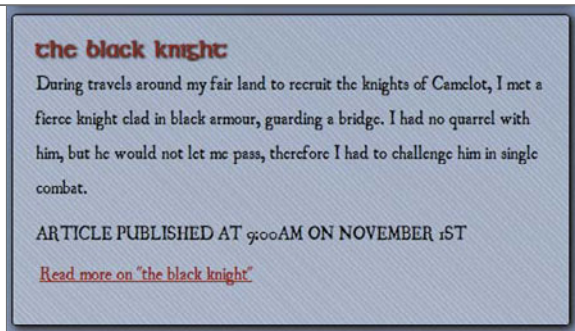 the black knight
During travels around my fair land to recruit the knights of Camelot, I met a
fierce knight clad in black armour, guarding a bridge. I had no quarrel with
him, but he would not let me pass, therefore I had to challenge him in single
combat.
ARTICLE PUBLISHED AT 9:00AM ON NOVEMBER 1ST
Read more on "the black knight"